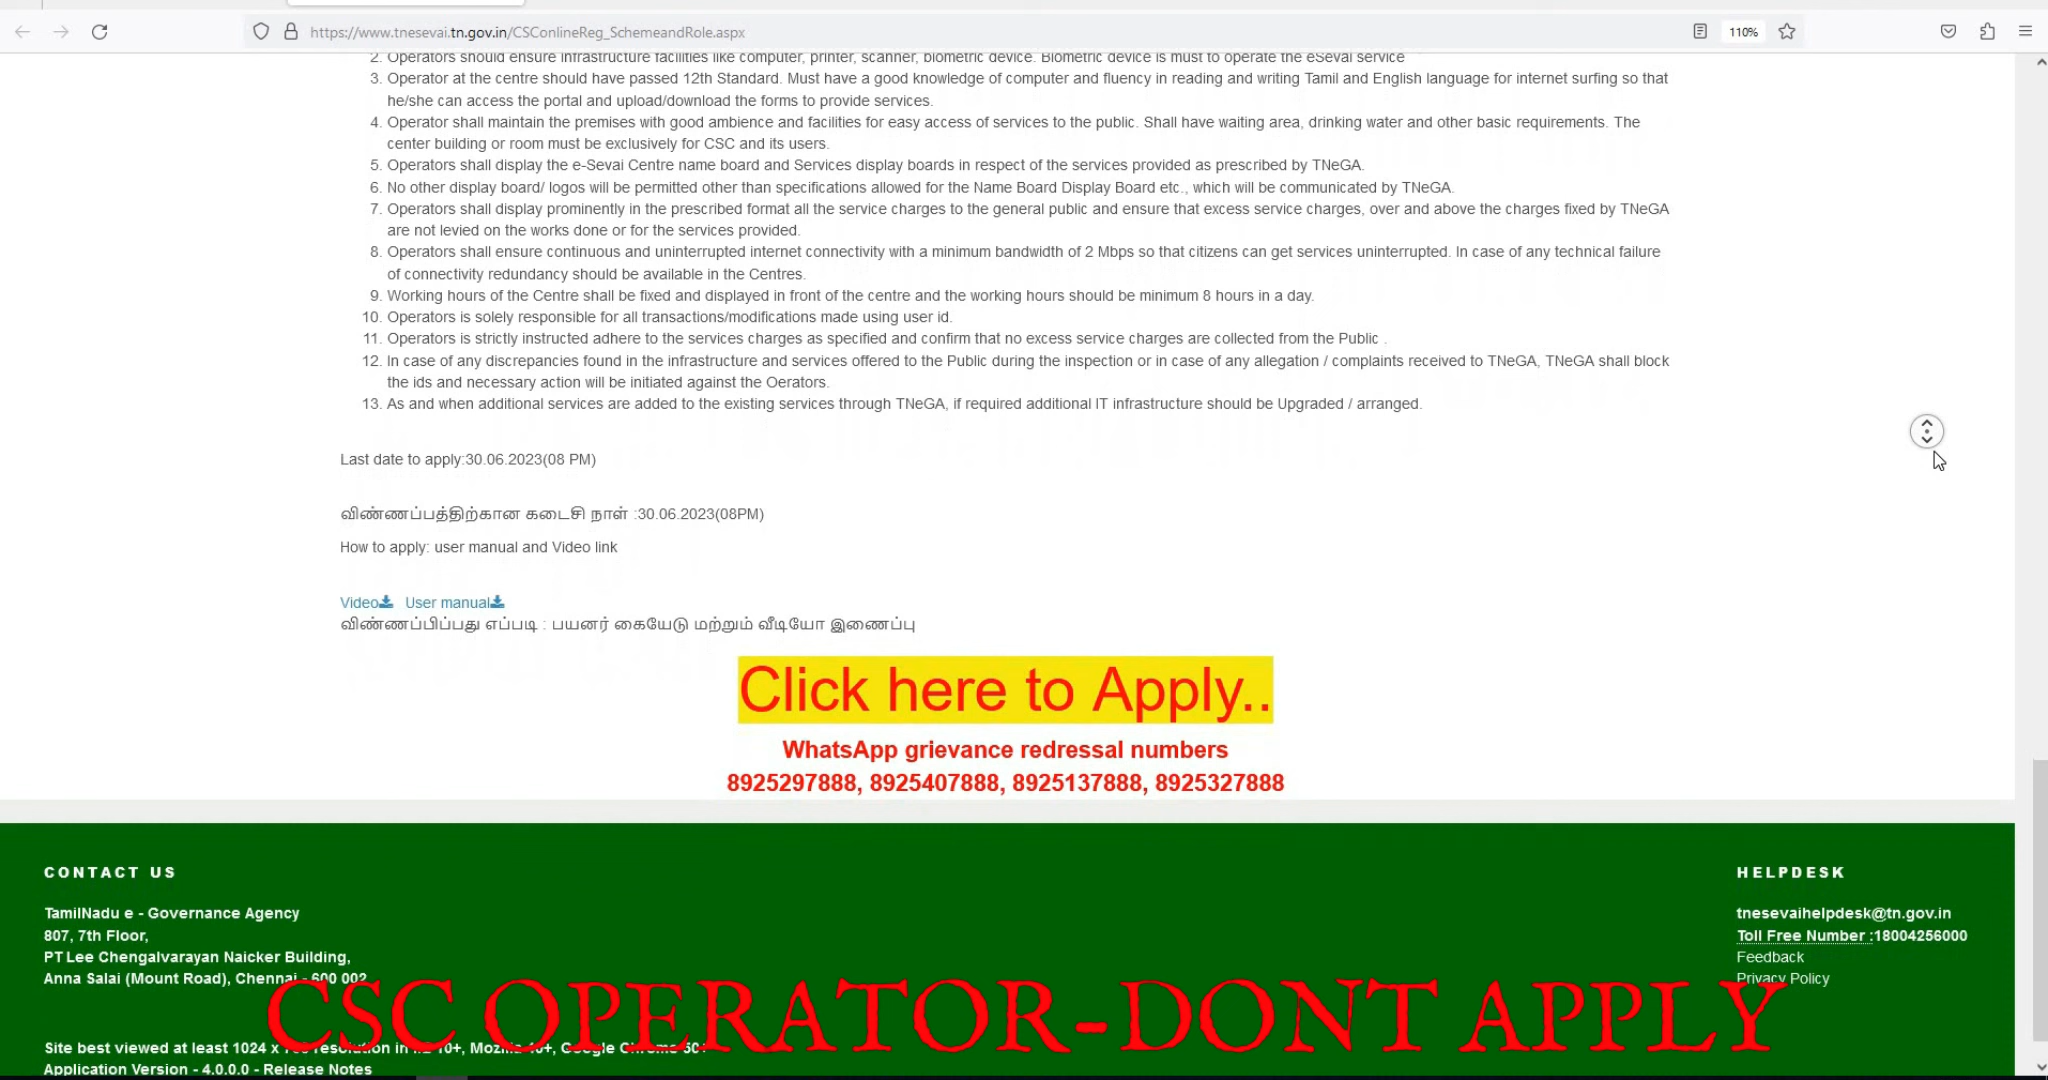 https://www.tnesevai.tn.gov.in/CSConlineReg_SchemeandRole.aspx
110%
2. Operators should ensure infrastructure facilities like computer, printer, scanner, biometric device. Biometric device is must to operate the eSevai service
3. Operator at the centre should have passed 12th Standard. Must have a good knowledge of computer and fluency in reading and writing Tamil and English language for internet surfing so that
he/she can access the portal and upload/download the forms to provide services.
4. Operator shall maintain the premises with good ambience and facilities for easy access of services to the public. Shall have waiting area, drinking water and other basic requirements. The
center building or room must be exclusively for CSC and its users.
5. Operators shall display the e-Sevai Centre name board and Services display boards in respect of the services provided as prescribed by TNeGA.
6. No other display board/ logos will be permitted other than specifications allowed for the Name Board Display Board etc., which will be communicated by TNeGA.
7. Operators shall display prominently in the prescribed format all the service charges to the general public and ensure that excess service charges, over and above the charges fixed by TNeGA
are not levied on the works done or for the services provided.
8. Operators shall ensure continuous and uninterrupted internet connectivity with a minimum bandwidth of 2 Mbps so that citizens can get services uninterrupted. In case of any technical failure
of connectivity redundancy should be available in the Centres.
9. Working hours of the Centre shall be fixed and displayed in front of the centre and the working hours should be minimum 8 hours in a day.
10. Operators is solely responsible for all transactions/modifications made using user id.
11. Operators is strictly instructed adhere to the services charges as specified and confirm that no excess service charges are collected from the Public .
12. In case of any discrepancies found in the infrastructure and services offered to the Public during the inspection or in case of any allegation / complaints received to TNeGA, TNeGA shall block
the ids and necessary action will be initiated against the Oerators.
13. As and when additional services are added to the existing services through TNeGA, if required additional IT infrastructure should be Upgraded / arranged.
Last date to apply:30.06.2023(08 PM)
விண்ணப்பத்திற்கான கடைசி நாள் :30.06.2023(08PM)
How to apply: user manual and Video link
Video User manual
விண்ணப்பிப்பது எப்படி : பயனர் கையேடு மற்றும் வீடியோ இணைப்பு
Click here to Apply..
WhatsApp grievance redressal numbers
8925297888, 8925407888, 8925137888, 8925327888
CONTACT US
TamilNadu e - Governance Agency
807, 7th Floor,
PT Lee Chengalvarayan Naicker Building,
Anna Salai (Mount Road), Chennai - 600 002
HELPDESK
tnesevaihelpdesk@tn.gov.in
Toll Free Number :18004256000
Feedback
Privacy Policy
CSC OPERATOR-DONT APPLY
Site best viewed at least 1024 x resolution in 10+, Mozilla Google Chrome
Application Version - 4.0.0.0 - Release Notes